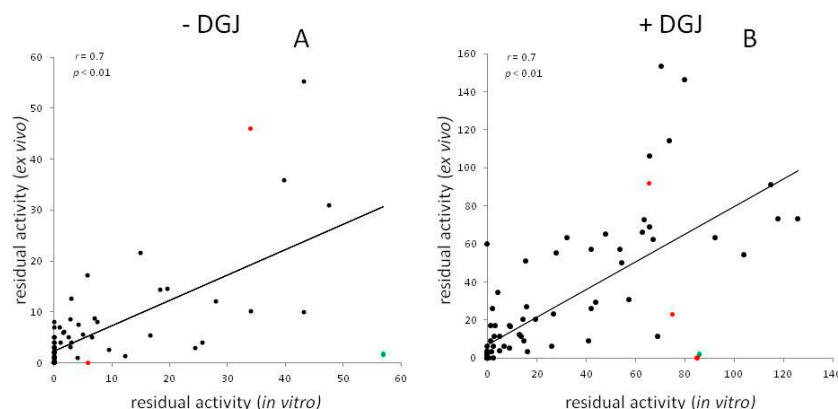 - DGJ
A
r = 0.7
p < 0.01
60
50
40
30
20
10
0
0 10 20 30 40 50 60
residual activity (ex vivo)
residual activity (in vitro)
+ DGJ
B
r = 0.7
p < 0.01
160
140
120
100
80
60
40
20
0
0 20 40 60 80 100 120 140
residual activity (ex vivo)
residual activity (in vitro)